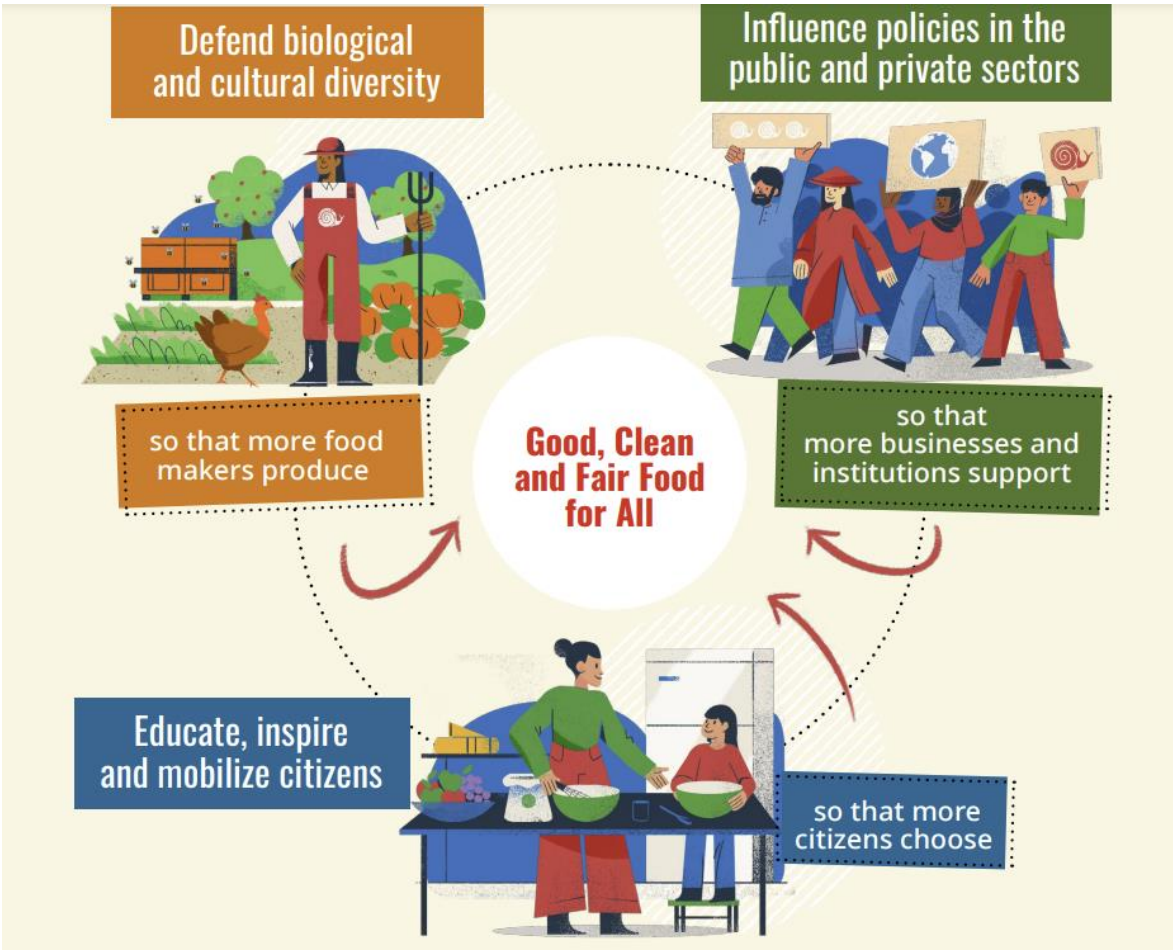 Defend biological
and cultural diversity
so that more food
makers produce
Influence policies in the
public and private sectors
so that
more businesses and
institutions support
Good, Clean
and Fair Food
for All
Educate, inspire
and mobilize citizens
so that more
citizens choose